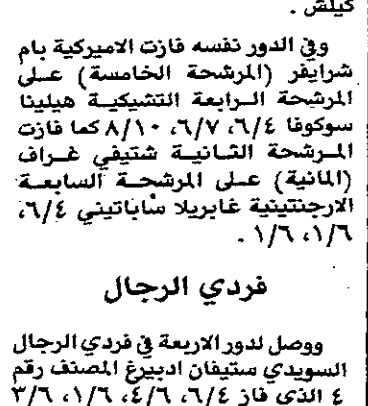 كيلش .
وفي الدور نفسه فازت الاميركية بام
شرايفر (المرشحة الخامسة) على
المرشحة الرابعة التشيكية هيلينا
سوكوفا ٦/٤، ٦/٧، ٨/١٠ كما فازت
المرشحة الثانية شتيفي غراف
(المانية) على المرشحة السابعة
الارجنتينية غابريلا ساباتيني ٦/٤،
١/٦، ١/٦ .
فردي الرجال
ووصل لدور الاربعة في فردي الرجال
السويدي ستيفان ادبيرغ المصنف رقم
٤ الذي فاز ٦/٤، ٤/٦، ١/٦، ٣/٦